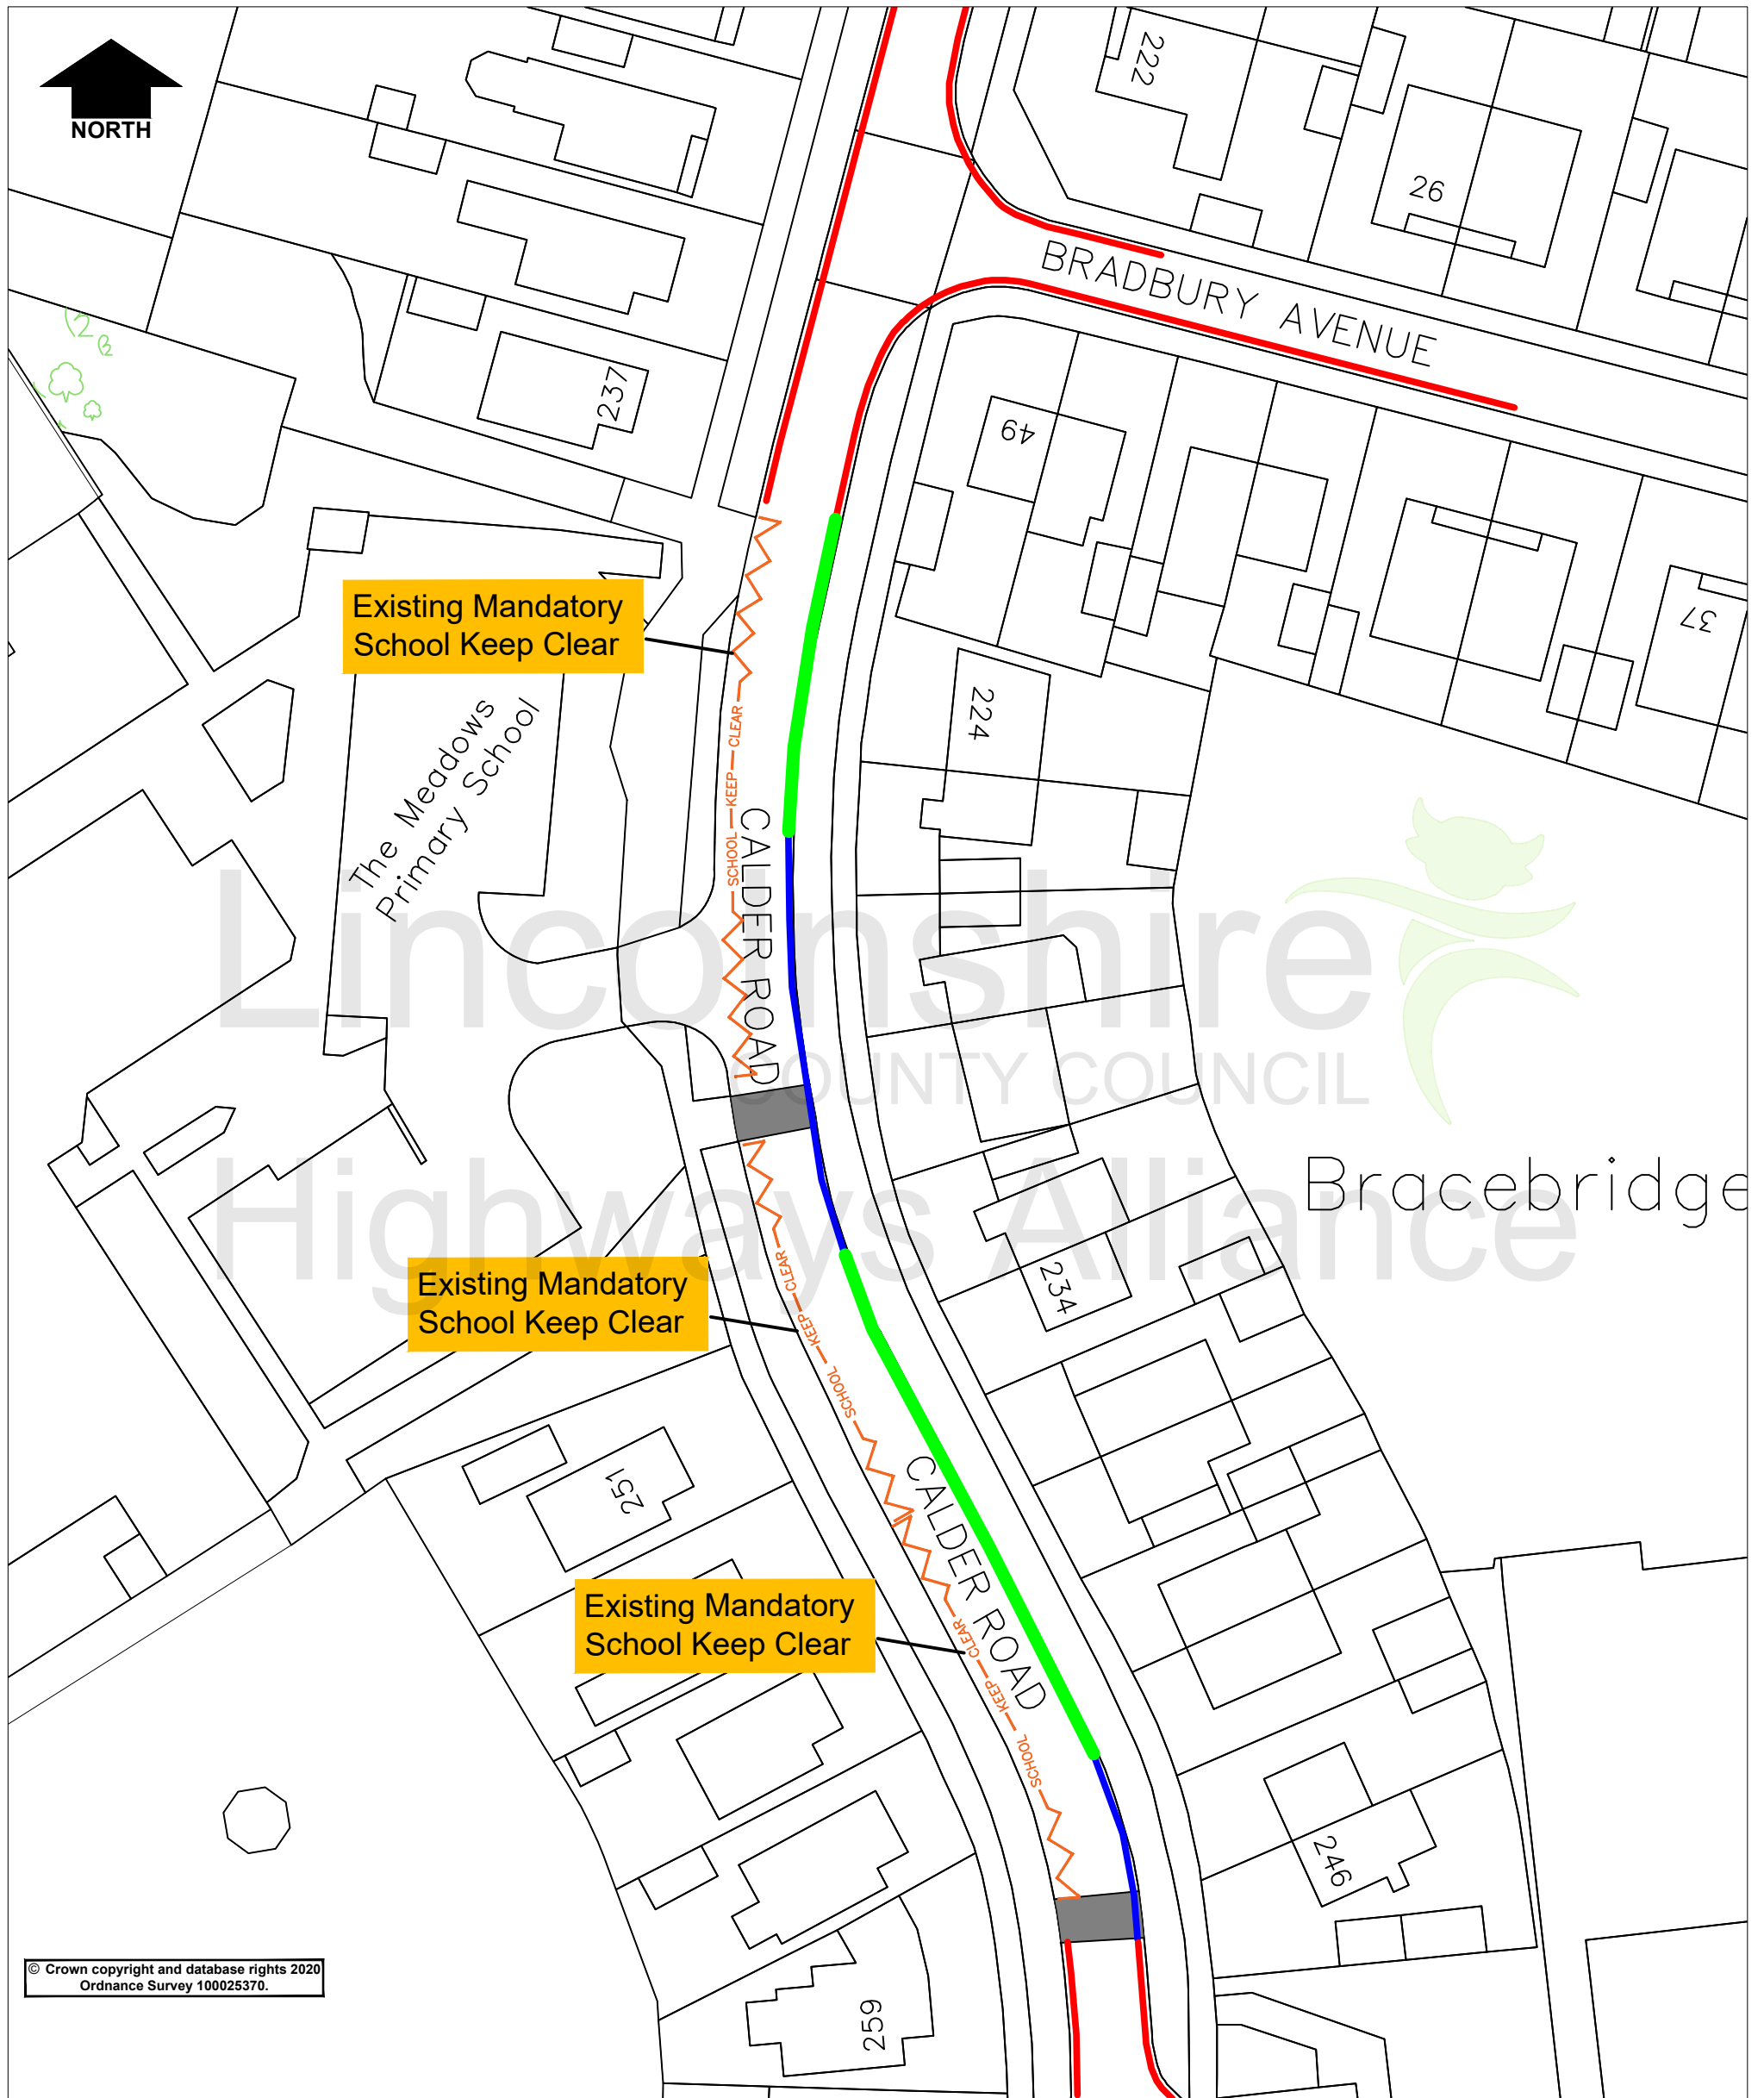 NORTH
222
26
BRADBURY AVENUE
237
49
37
Existing Mandatory
School Keep Clear
224
The Meadows
Primary School
SCHOOL KEEP CLEAR
CALDER ROAD
Lincolnshire
COUNTY COUNCIL
Highways Alliance
Bracebridge
234
Existing Mandatory
School Keep Clear
SCHOOL KEEP CLEAR
251
CALDER ROAD
Existing Mandatory
School Keep Clear
SCHOOL KEEP CLEAR
246
© Crown copyright and database rights 2020
Ordnance Survey 100025370.
259